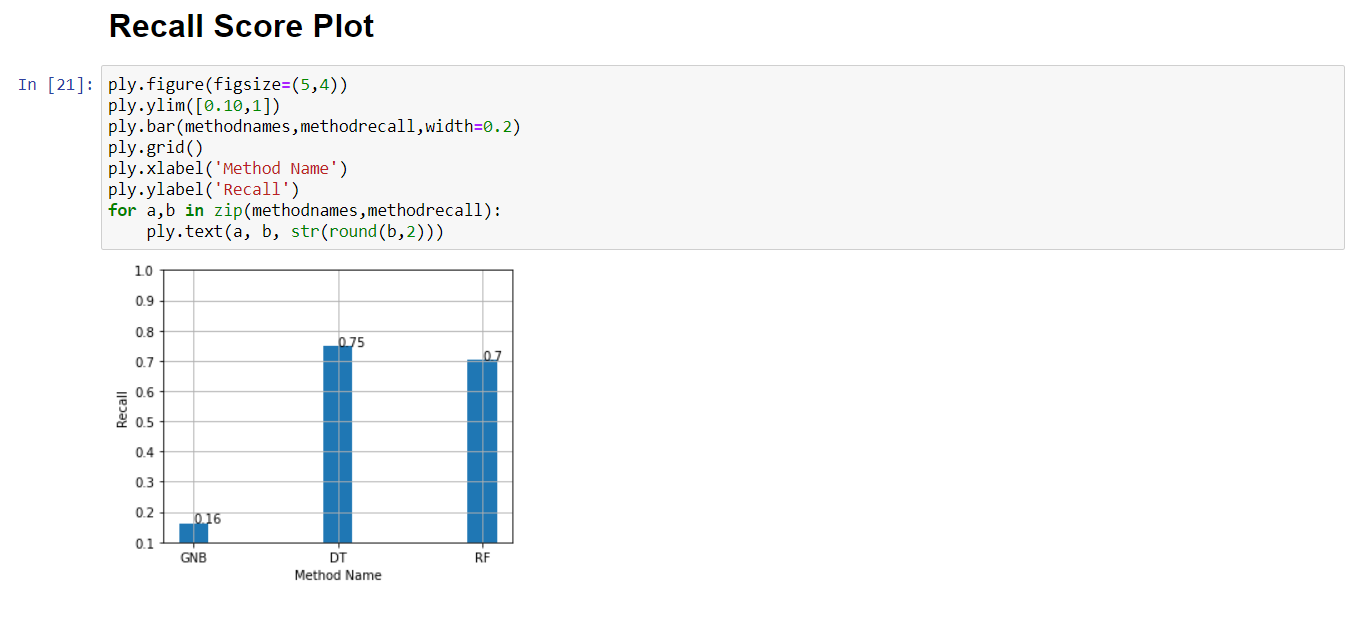 Recall Score Plot
In [21]:
ply.figure(figsize=(5,4))
ply.ylim([0.10,1])
ply.bar(methodnames,methodrecall,width=0.2)
ply.grid()
ply.xlabel('Method Name')
ply.ylabel('Recall')
for a,b in zip(methodnames,methodrecall):
    ply.text(a, b, str(round(b,2)))
1.0
0.9
0.8
0.75
0.7
0.7
0.6
0.5
0.4
0.3
0.2
0.16
0.1
Recall
GNB DT RF
Method Name